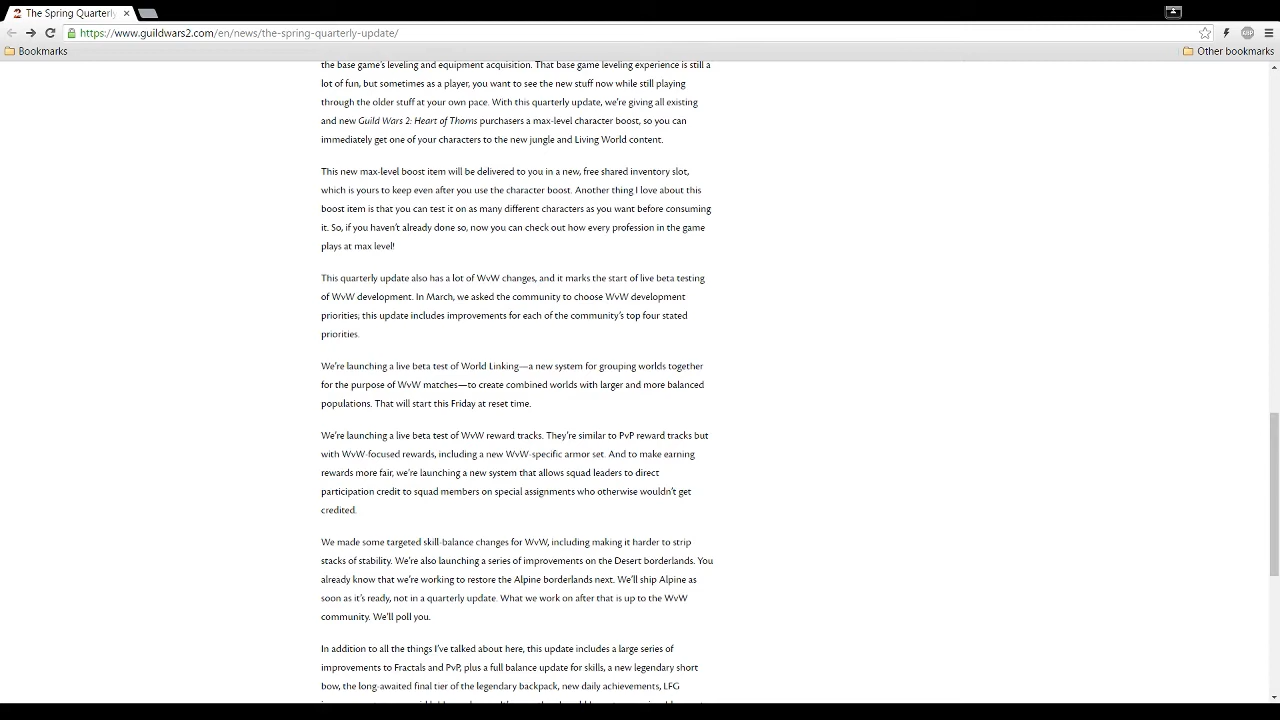 The Spring Quarterly
https://www.guildwars2.com/en/news/the-spring-quarterly-update/
Bookmarks
Other bookmarks
the base game's leveling and equipment acquisition. That base game leveling experience is still a
lot of fun, but sometimes as a player, you want to see the new stuff now while still playing
through the older stuff at your own pace. With this quarterly update, we're giving all existing
and new Guild Wars 2: Heart of Thorns purchasers a max-level character boost, so you can
immediately get one of your characters to the new jungle and Living World content.
This new max-level boost item will be delivered to you in a new, free shared inventory slot,
which is yours to keep even after you use the character boost. Another thing I love about this
boost item is that you can test it on as many different characters as you want before consuming
it. So, if you haven't already done so, now you can check out how every profession in the game
plays at max level!
This quarterly update also has a lot of WvW changes, and it marks the start of live beta testing
of WvW development. In March, we asked the community to choose WvW development
priorities; this update includes improvements for each of the community's top four stated
priorities.
We're launching a live beta test of World Linking—a new system for grouping worlds together
for the purpose of WvW matches—to create combined worlds with larger and more balanced
populations. That will start this Friday at reset time.
We're launching a live beta test of WvW reward tracks. They're similar to PvP reward tracks but
with WvW-focused rewards, including a new WvW-specific armor set. And to make earning
rewards more fair, we're launching a new system that allows squad leaders to direct
participation credit to squad members on special assignments who otherwise wouldn't get
credited.
We made some targeted skill-balance changes for WvW, including making it harder to strip
stacks of stability. We're also launching a series of improvements on the Desert borderlands. You
already know that we're working to restore the Alpine borderlands next. We'll ship Alpine as
soon as it's ready, not in a quarterly update. What we work on after that is up to the WvW
community. We'll poll you.
In addition to all the things I've talked about here, this update includes a large series of
improvements to Fractals and PvP, plus a full balance update for skills, a new legendary short
bow, the long-awaited final tier of the legendary backpack, new daily achievements, LFG